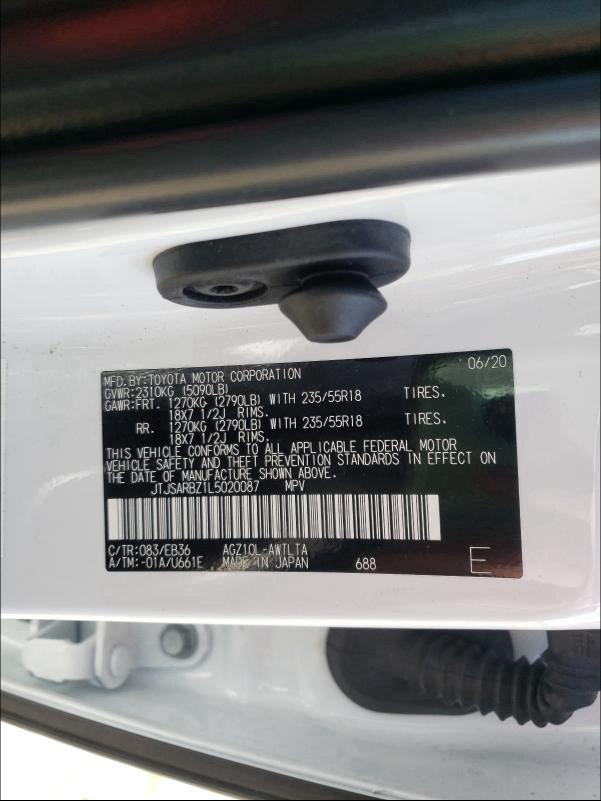 MFD.BY:TOYOTA MOTOR CORPORATION 06/20
GVWR:2310KG (5090LB)
GAWR:FRT. 1270KG (2790LB) WITH 235/55R18 TIRES.
18X7 1/2J RIMS.
RR. 1270KG (2790LB) WITH 235/55R18 TIRES.
18X7 1/2J RIMS.
THIS VEHICLE CONFORMS TO ALL APPLICABLE FEDERAL MOTOR
VEHICLE SAFETY AND THEFT PREVENTION STANDARDS IN EFFECT ON
THE DATE OF MANUFACTURE SHOWN ABOVE.
JTJSARBZ1L5020087 MPV
C/TR:083/EB36 AGZ10L-AWTLTA
A/TM:-01A/U661E MADE IN JAPAN 688 E